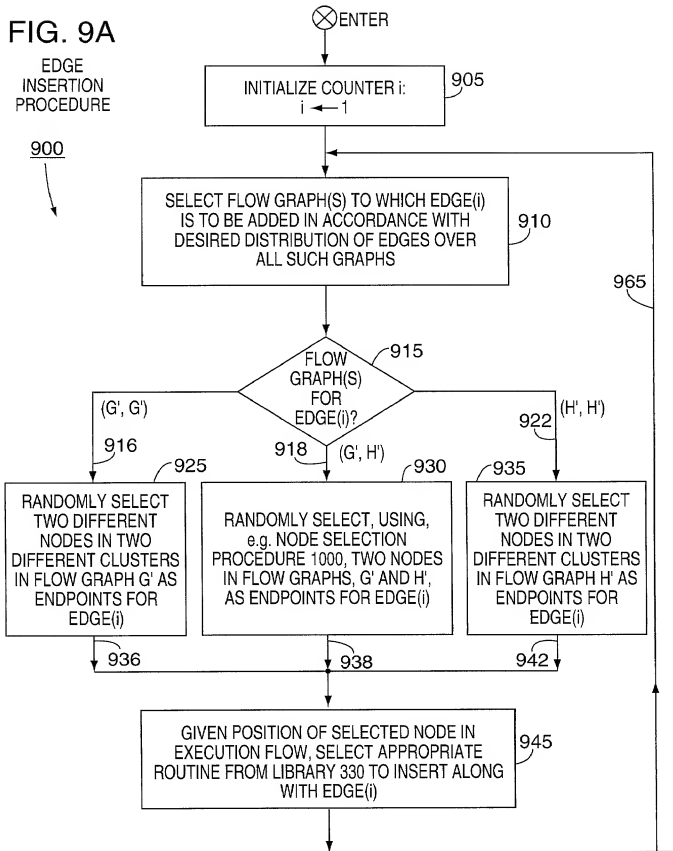 FIG. 9A
EDGE
INSERTION
PROCEDURE
900
ENTER
INITIALIZE COUNTER i:
i ← 1
905
SELECT FLOW GRAPH(S) TO WHICH EDGE(i)
IS TO BE ADDED IN ACCORDANCE WITH
DESIRED DISTRIBUTION OF EDGES OVER
ALL SUCH GRAPHS
910
965
FLOW
GRAPH(S)
FOR
EDGE(i)?
915
(G', G')
916
918
(G', H')
922
(H', H')
925
RANDOMLY SELECT
TWO DIFFERENT
NODES IN TWO
DIFFERENT CLUSTERS
IN FLOW GRAPH G' AS
ENDPOINTS FOR
EDGE(i)
930
RANDOMLY SELECT, USING,
e.g. NODE SELECTION
PROCEDURE 1000, TWO NODES
IN FLOW GRAPHS, G' AND H',
AS ENDPOINTS FOR EDGE(i)
935
RANDOMLY SELECT
TWO DIFFERENT
NODES IN TWO
DIFFERENT CLUSTERS
IN FLOW GRAPH H' AS
ENDPOINTS FOR
EDGE(i)
936
938
942
GIVEN POSITION OF SELECTED NODE IN
EXECUTION FLOW, SELECT APPROPRIATE
ROUTINE FROM LIBRARY 330 TO INSERT ALONG
WITH EDGE(i)
945